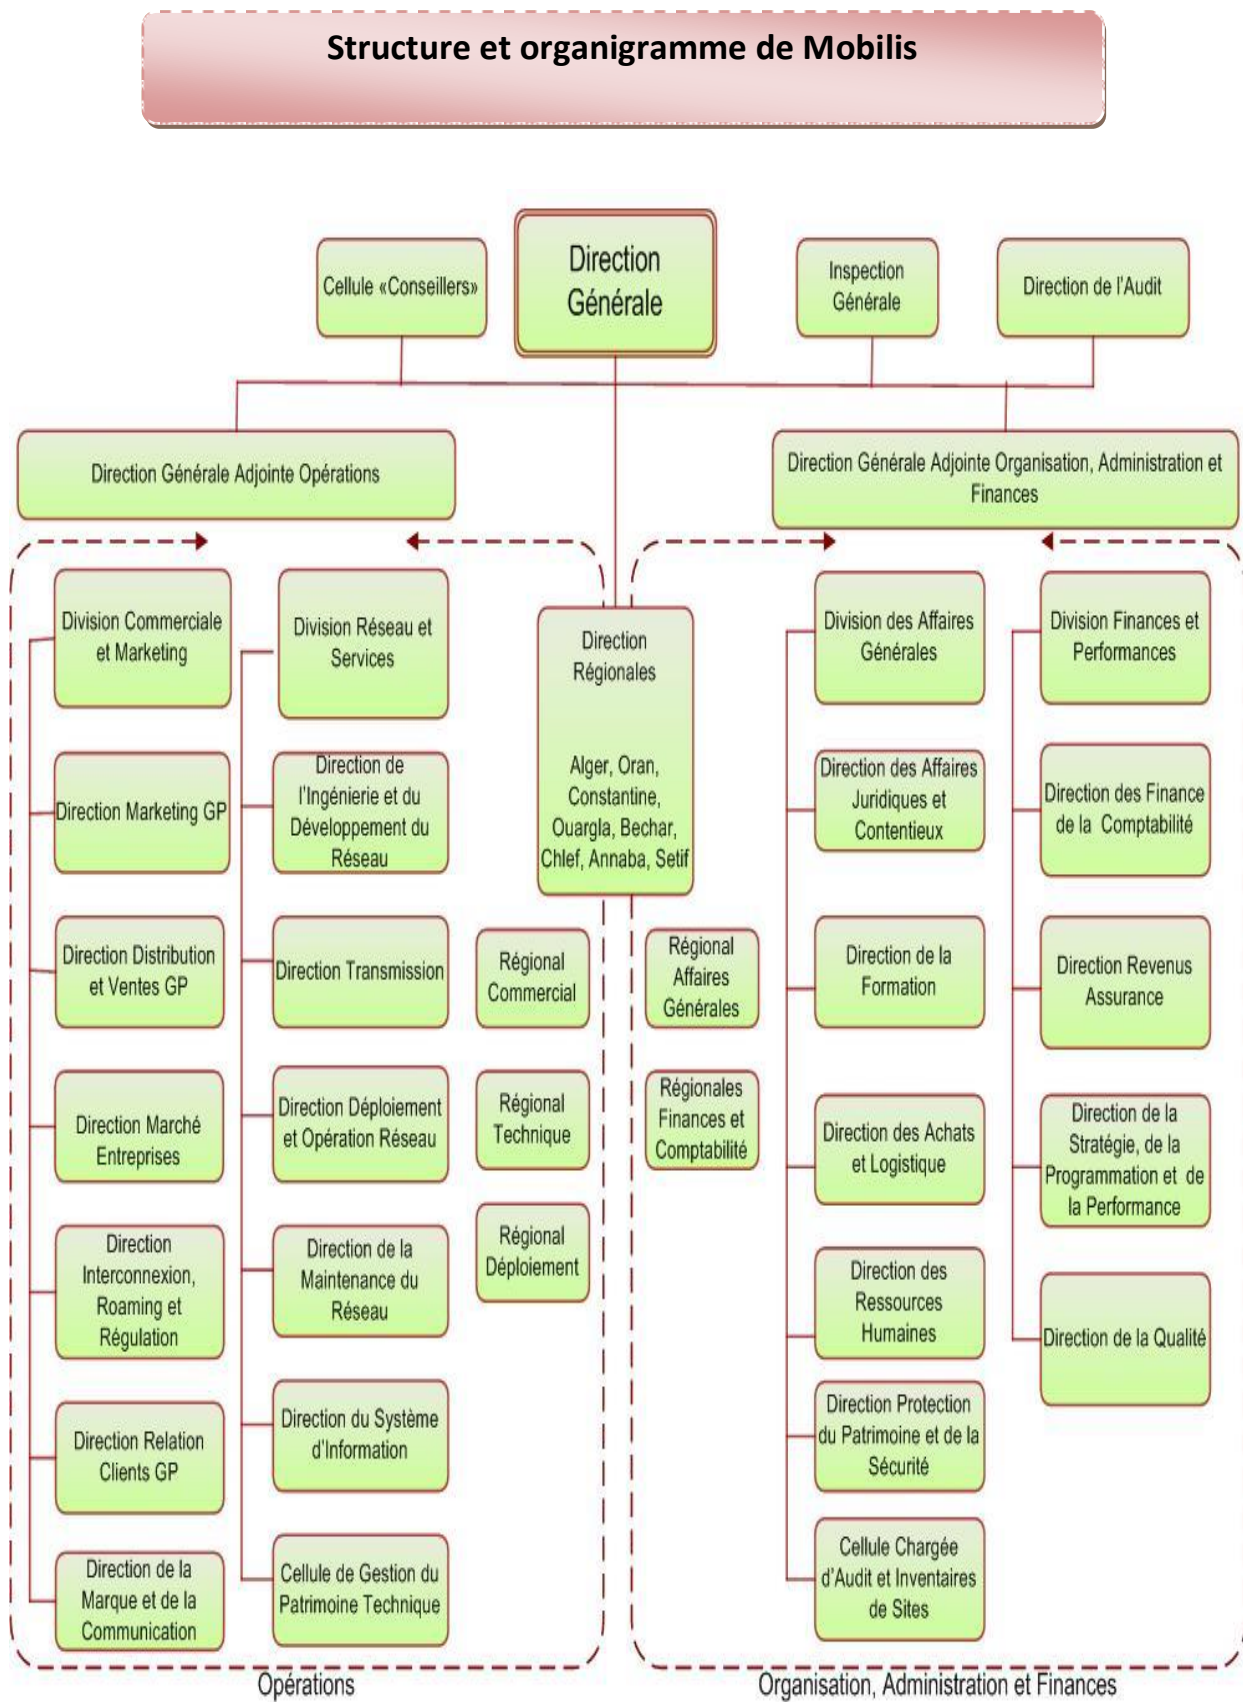 Structure et organigramme de Mobilis
Cellule «Conseillers»
Direction
Générale
Inspection
Générale
Direction de l'Audit
Direction Générale Adjointe Opérations
Direction Générale Adjointe Organisation, Administration et
Finances
Division Commerciale
et Marketing
Direction Marketing GP
Direction Distribution
et Ventes GP
Direction Marché
Entreprises
Direction
Interconnexion,
Roaming et
Régulation
Direction Relation
Clients GP
Direction de la
Marque et de la
Communication
Division Réseau et
Services
Direction de
l'Ingénierie et du
Développement du
Réseau
Direction Transmission
Direction Déploiement
et Opération Réseau
Direction de la
Maintenance du
Réseau
Direction du Système
d'Information
Cellule de Gestion du
Patrimoine Technique
Régional
Commercial
Régional
Technique
Régional
Déploiement
Direction
Régionales
Alger, Oran,
Constantine,
Ouargla, Bechar,
Chlef, Annaba, Setif
Régional
Affaires
Générales
Régionales
Finances et
Comptabilité
Division des Affaires
Générales
Direction des Affaires
Juridiques et
Contentieux
Direction de la
Formation
Direction des Achats
et Logistique
Direction des
Ressources
Humaines
Direction Protection
du Patrimoine et de la
Sécurité
Cellule Chargée
d'Audit et Inventaires
de Sites
Division Finances et
Performances
Direction des Finance
de la Comptabilité
Direction Revenus
Assurance
Direction de la
Stratégie, de la
Programmation et de
la Performance
Direction de la Qualité
Opérations
Organisation, Administration et Finances